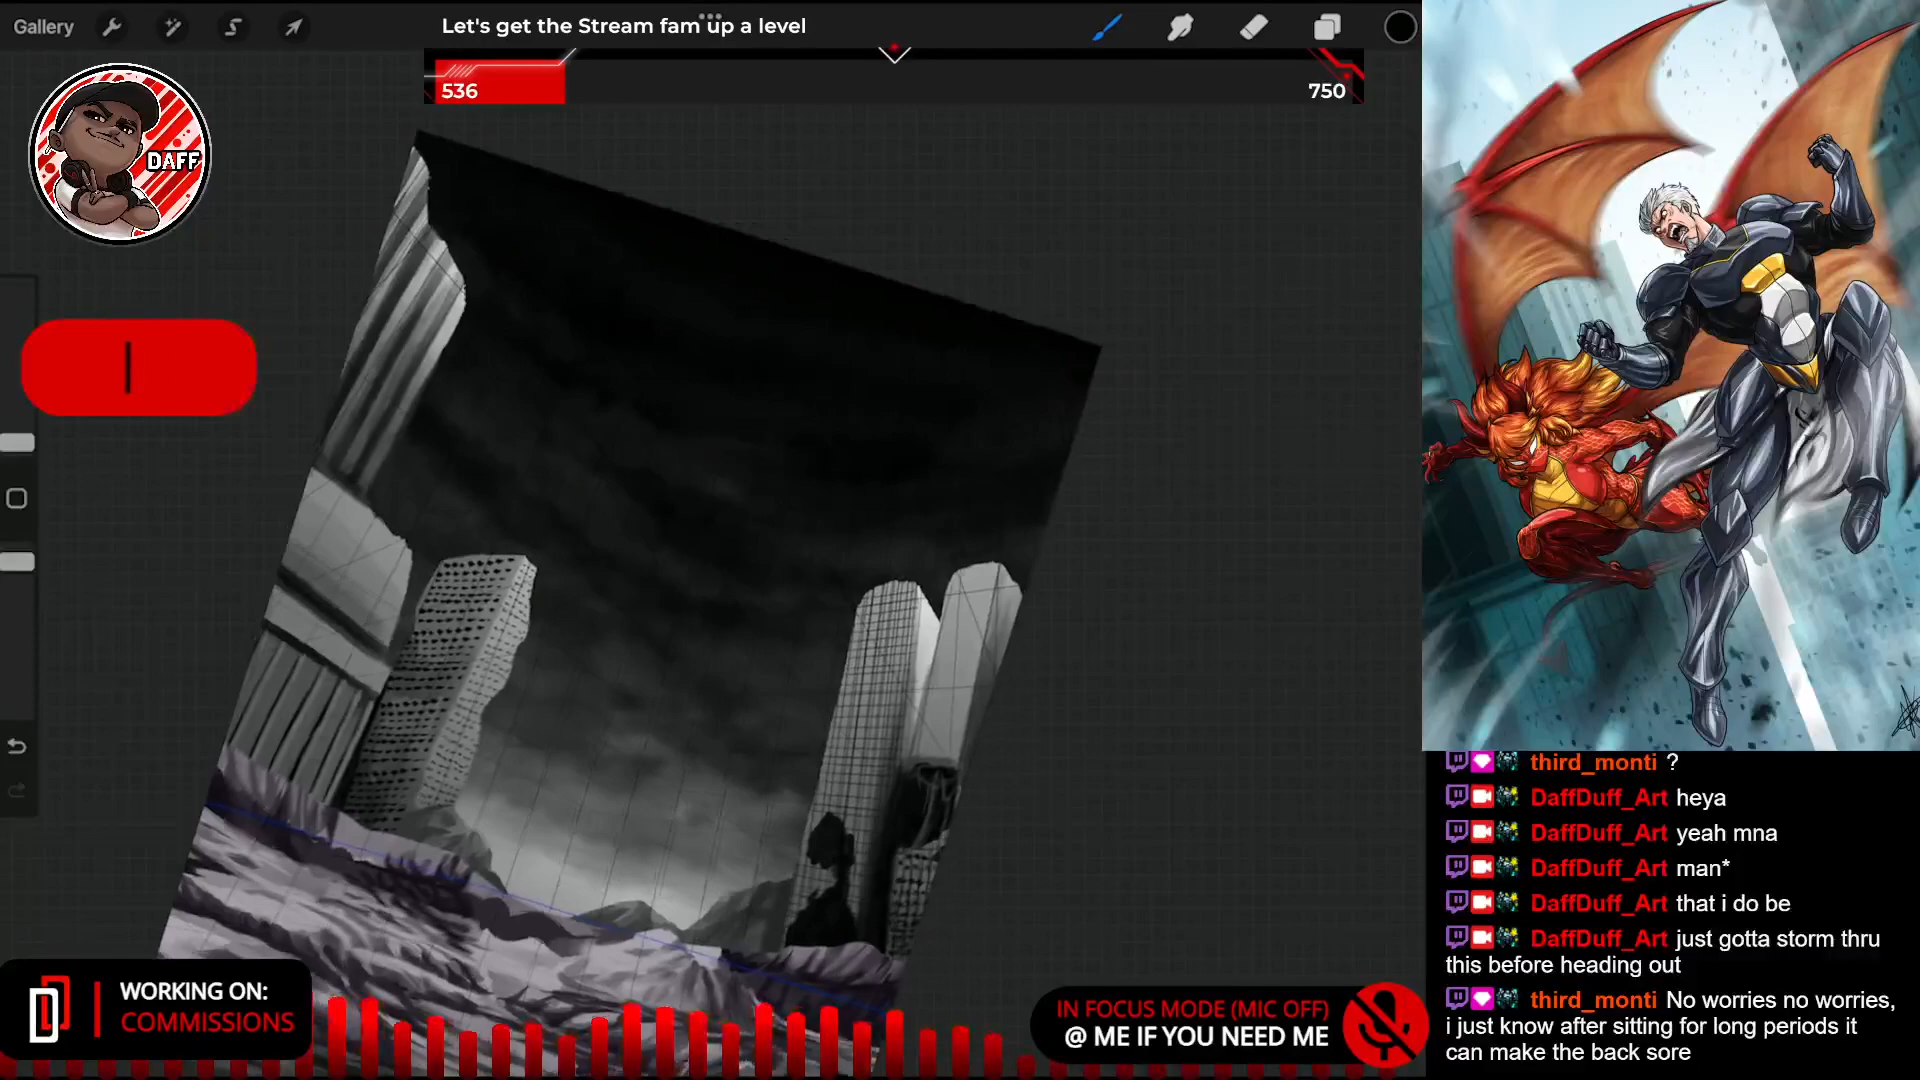 Gallery
Let's get the Stream fam up a level
536
750
DAFF
third_monti ?
DaffDuff_Art heya
DaffDuff_Art yeah mna
DaffDuff_Art man*
DaffDuff_Art that i do be
DaffDuff_Art just gotta storm thru
this before heading out
third_monti No worries no worries,
i just know after sitting for long periods it
can make the back sore
WORKING ON:
COMMISSIONS
IN FOCUS MODE (MIC OFF)
@ ME IF YOU NEED ME